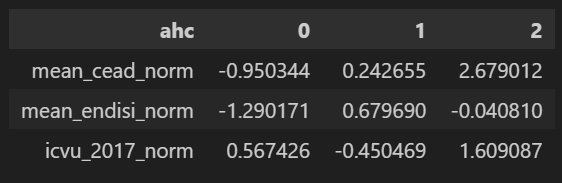 ahc 0 1 2
mean_cead_norm -0.950344 0.242655 2.679012
mean_endisi_norm -1.290171 0.679690 -0.040810
icvu_2017_norm 0.567426 -0.450469 1.609087